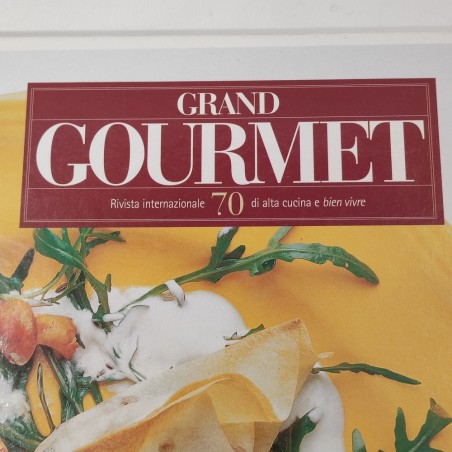 GRAND
GOURMET
Rivista internazionale 70 di alta cucina e bien vivre